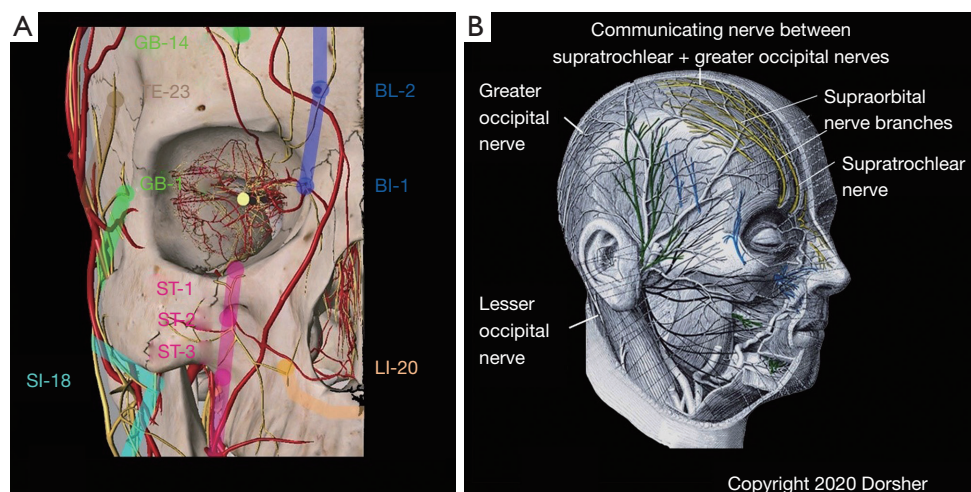 A
GB-14
E-23
BL-2
GB-1
BI-1
ST-1
ST-2
ST-3
SI-18
LI-20
B
Communicating nerve between
supratrochlear + greater occipital nerves
Greater
occipital
nerve
Supraorbital
nerve branches
Supratrochlear
nerve
Lesser
occipital
nerve
Copyright 2020 Dorsher